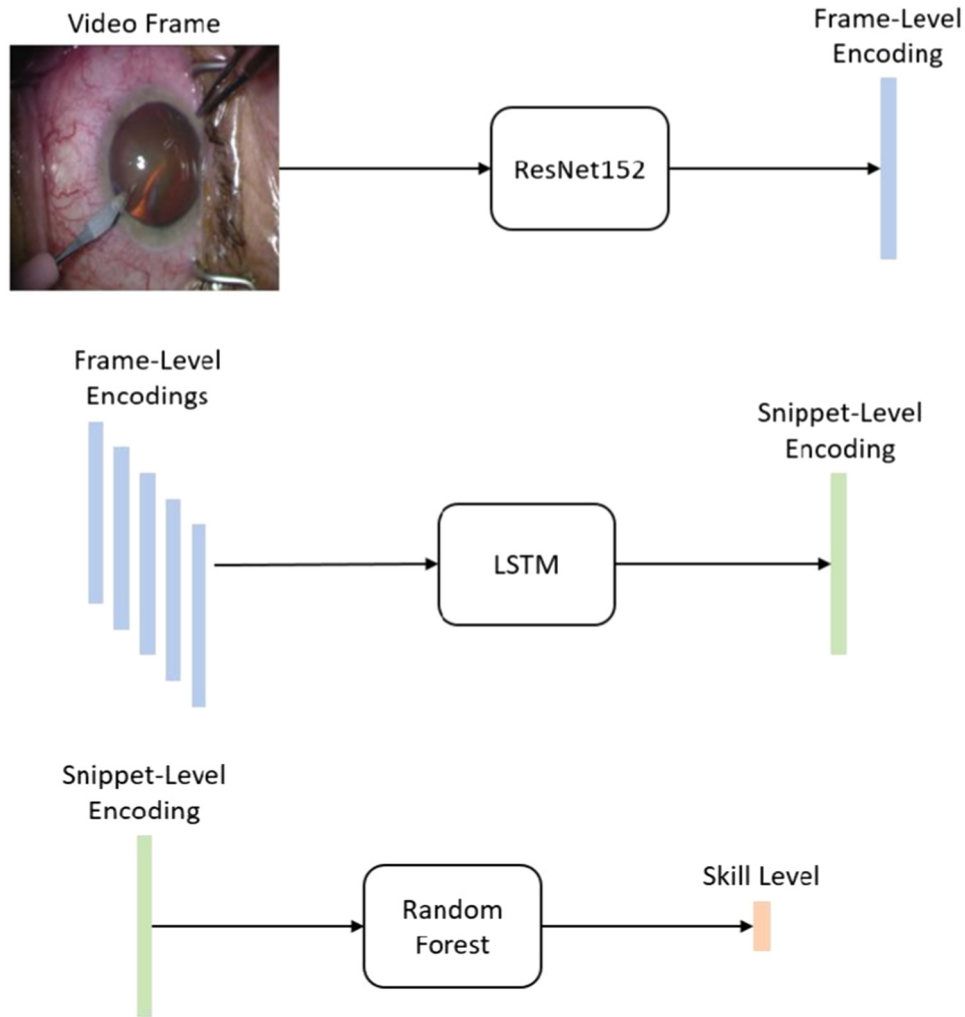 Video Frame
Frame-Level
Encoding
ResNet152
Frame-Level
Encodings
Snippet-Level
Encoding
LSTM
Snippet-Level
Encoding
Random
Forest
Skill Level